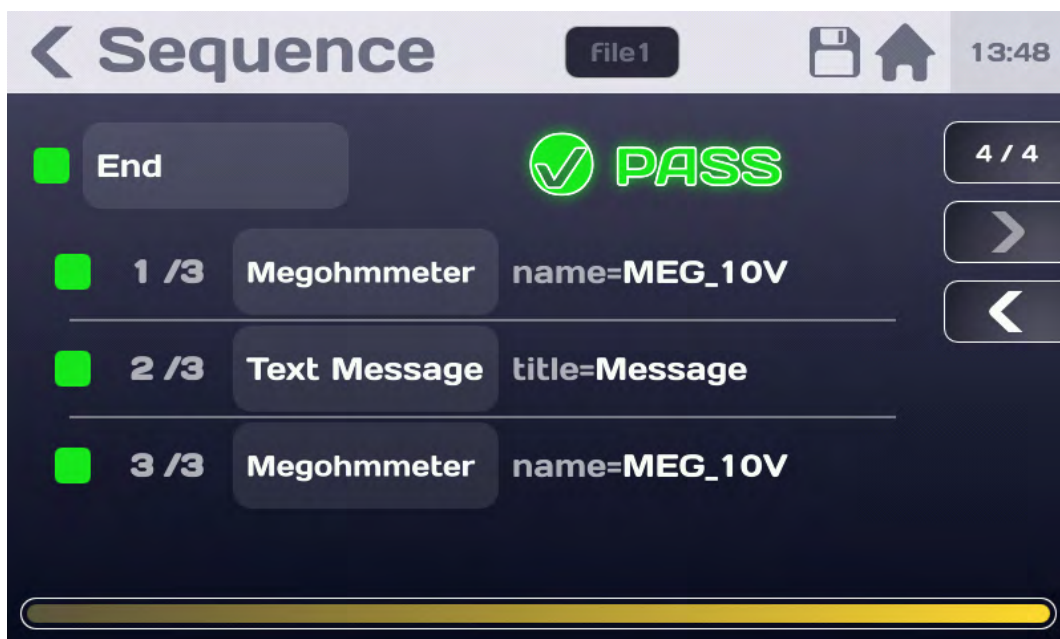 Sequence File1 13:48
End PASS 4 / 4
1 /3 Megohmmeter name=MEG_10V
2 /3 Text Message title=Message
3 /3 Megohmmeter name=MEG_10V